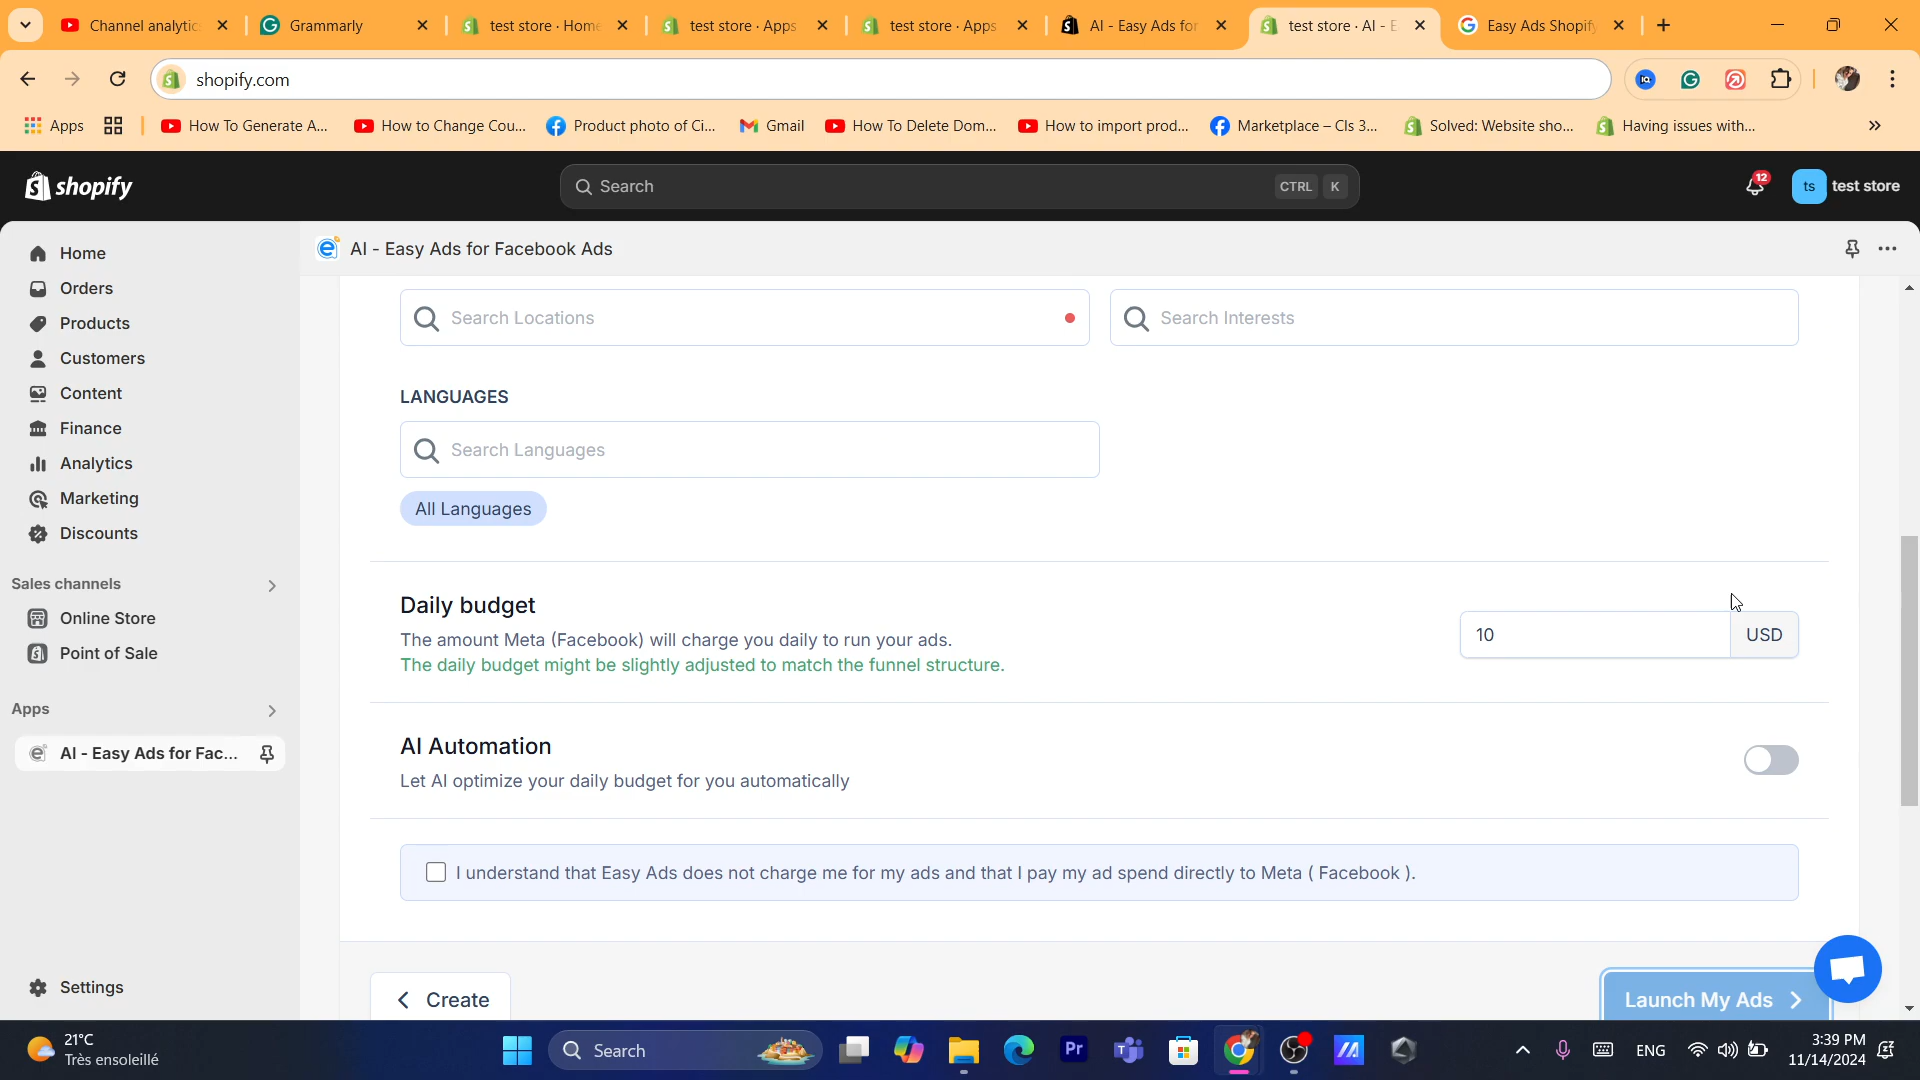 Channel analytic
Grammarly
test store · Home
test store · Apps
test store · Apps
AI - Easy Ads for
test store · AI - E
Easy Ads Shopify
shopify.com
Apps
How To Generate A...
How to Change Cou...
Product photo of Ci...
Gmail
How To Delete Dom...
How to import prod...
Marketplace – Cls 3...
Solved: Website sho...
Having issues with...
shopify
Search
CTRL K
12
ts
test store
Home
Orders
Products
Customers
Content
Finance
Analytics
Marketing
Discounts
Sales channels
Online Store
Point of Sale
Apps
AI - Easy Ads for Fac...
Settings
AI - Easy Ads for Facebook Ads
Search Locations
Search Interests
LANGUAGES
Search Languages
All Languages
Daily budget
The amount Meta (Facebook) will charge you daily to run your ads.
The daily budget might be slightly adjusted to match the funnel structure.
10
USD
AI Automation
Let AI optimize your daily budget for you automatically
I understand that Easy Ads does not charge me for my ads and that I pay my ad spend directly to Meta ( Facebook ).
Create
Launch My Ads
21°C
Très ensoleillé
Search
Pr
ENG
3:39 PM
11/14/2024